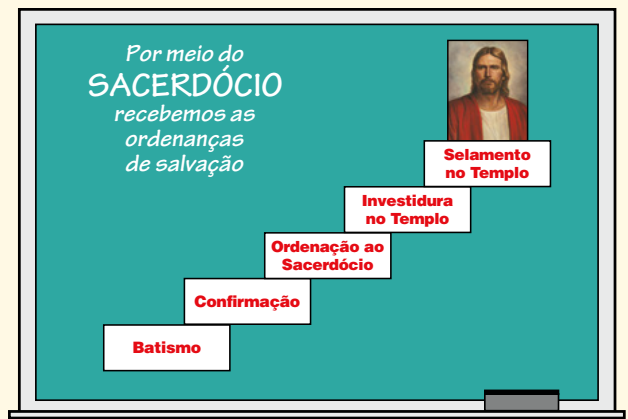 Por meio do
SACERDÓCIO
recebemos as
ordenanças
de salvação
Selamento
no Templo
Investidura
no Templo
Ordenação ao
Sacerdócio
Confirmação
Batismo